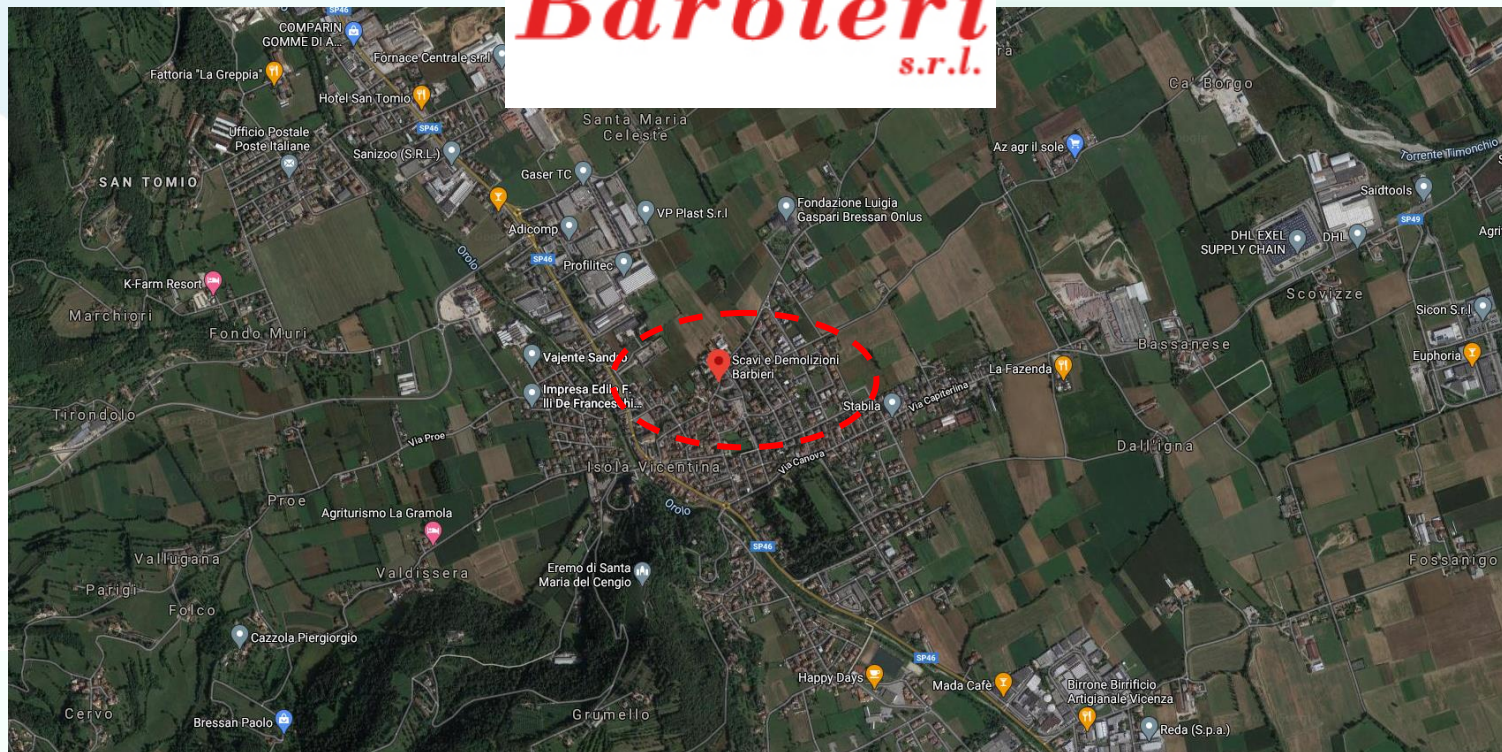 Barbieri
s.r.l.
SP46
COMPARIN
GOMME DI A...
Fornace Centrale s.r.l
Fattoria "La Greppia"
Hotel San Tomio
Ca' Borgo
Santa Maria
Celeste
SP46
Ufficio Postale
Poste Italiane
Sanizoo (S.R.L.)
Az agr il sole
Torrente Timonchio
SAN TOMIO
Gaser TC
Saidtools
VP Plast S.r.l
Fondazione Luigia
Gaspari Bressan Onlus
SP49
Adicomp
DHL EXEL
SUPPLY CHAIN
DHL
Agri
Orolo
SP46
Profilitec
K-Farm Resort
Scovizze
Marchiori
Fondo Muri
Sicon S.r.l
Bassanese
Vajente Sandro
Scavi e Demolizioni
Barbieri
Euphoria
La Fazenda
Impresa Edile F.
lli De Franceschi...
Stabila
Via Capiterlina
Tirondolo
Via Proe
Dall'igna
Isola Vicentina
Via Canova
Proe
Orolo
Agriturismo La Gramola
SP46
Vallugana
Valdissera
Eremo di Santa
Maria del Cengio
Fossanigo
Parigi
Folco
Cazzola Piergiorgio
SP46
Happy Days
Mada Cafè
Birrone Birrificio
Artigianale Vicenza
Cervo
Bressan Paolo
Grumello
Reda (S.p.a.)